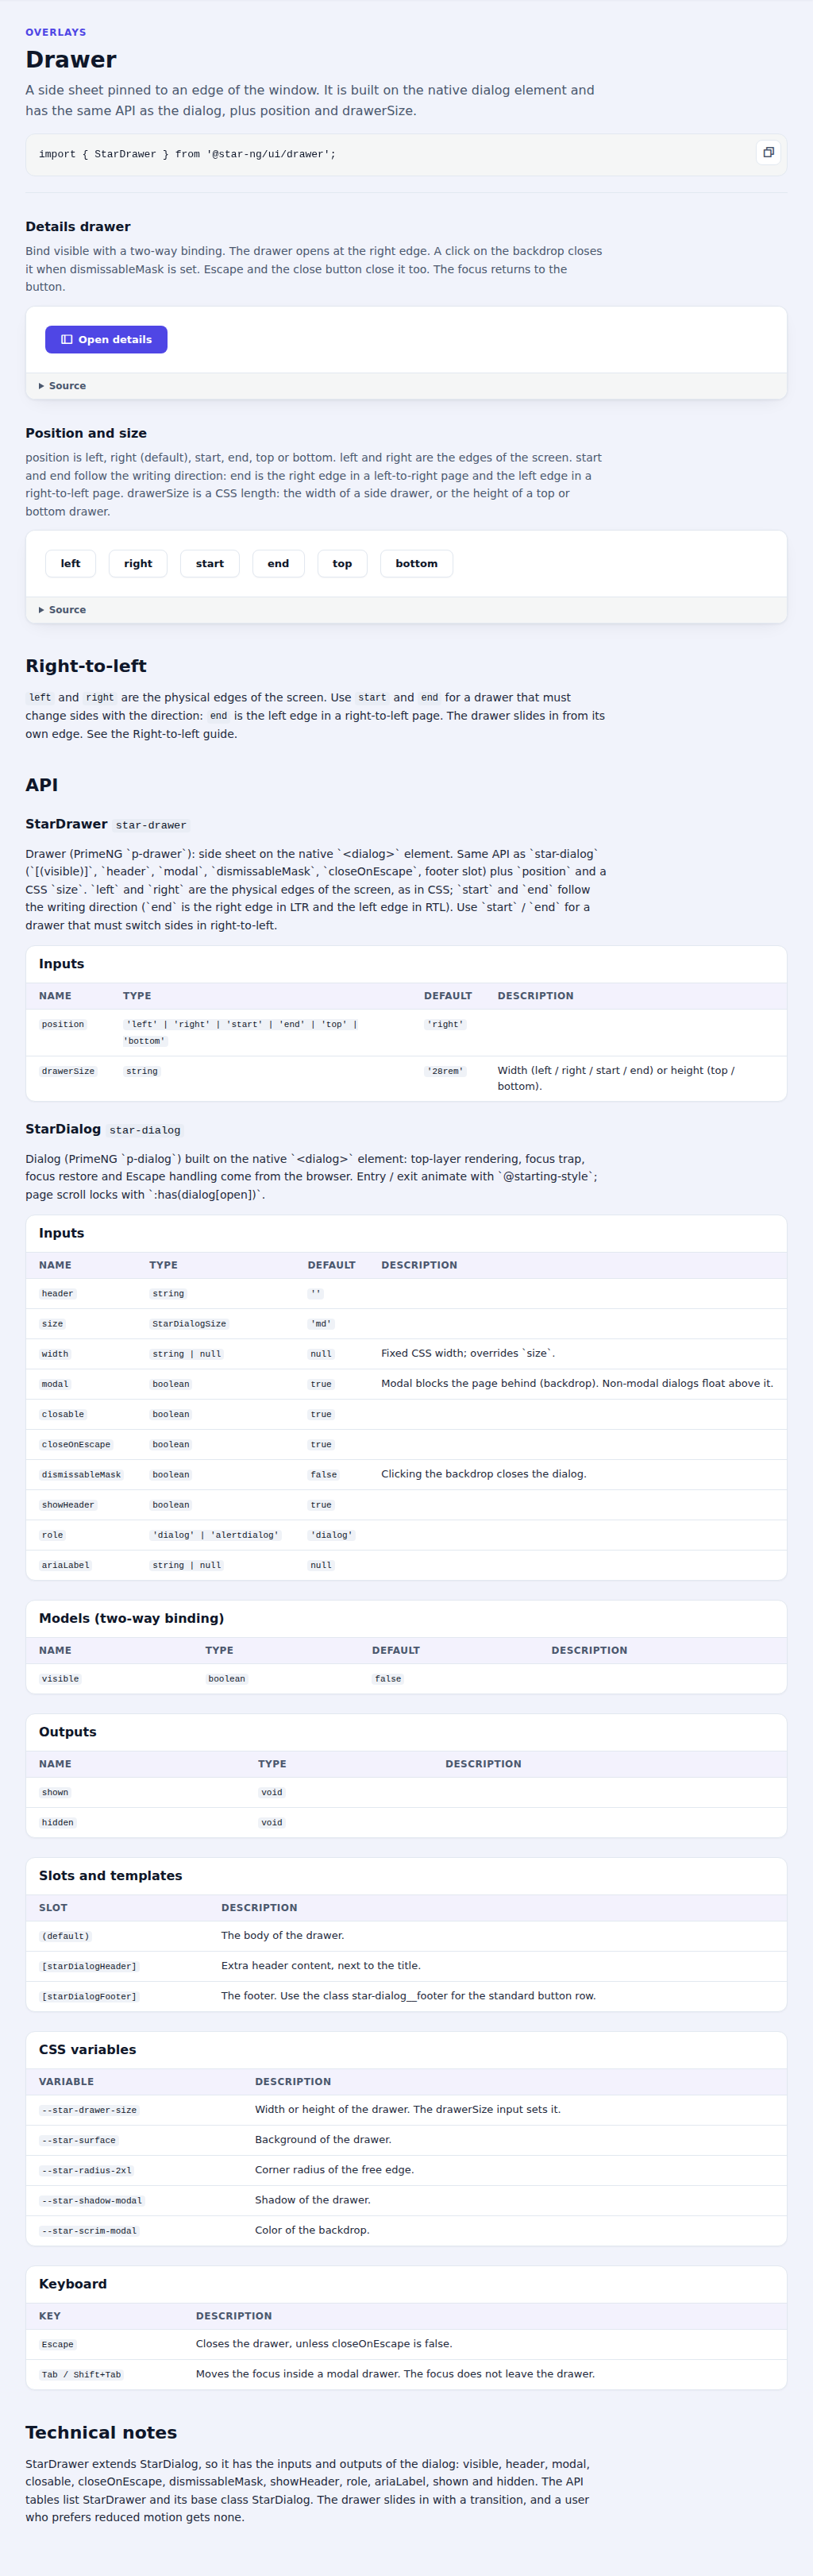 OVERLAYS
Drawer
A side sheet pinned to an edge of the window. It is built on the native dialog element and
has the same API as the dialog, plus position and drawerSize.
import { StarDrawer } from '@star-ng/ui/drawer';
Details drawer
Bind visible with a two-way binding. The drawer opens at the right edge. A click on the backdrop closes
it when dismissableMask is set. Escape and the close button close it too. The focus returns to the
button.
Open details
Source
Position and size
position is left, right (default), start, end, top or bottom. left and right are the edges of the screen. start
and end follow the writing direction: end is the right edge in a left-to-right page and the left edge in a
right-to-left page. drawerSize is a CSS length: the width of a side drawer, or the height of a top or
bottom drawer.
left right start end top bottom
Source
Right-to-left
left and right are the physical edges of the screen. Use start and end for a drawer that must
change sides with the direction: end is the left edge in a right-to-left page. The drawer slides in from its
own edge. See the Right-to-left guide.
API
StarDrawer star-drawer
Drawer (PrimeNG `p-drawer`): side sheet on the native `<dialog>` element. Same API as `star-dialog`
(`[(visible)]`, `header`, `modal`, `dismissableMask`, `closeOnEscape`, footer slot) plus `position` and a
CSS `size`. `left` and `right` are the physical edges of the screen, as in CSS; `start` and `end` follow
the writing direction (`end` is the right edge in LTR and the left edge in RTL). Use `start` / `end` for a
drawer that must switch sides in right-to-left.
Inputs
NAME TYPE DEFAULT DESCRIPTION
position 'left' | 'right' | 'start' | 'end' | 'top' | 'right'
'bottom'
drawerSize string '28rem' Width (left / right / start / end) or height (top /
bottom).
StarDialog star-dialog
Dialog (PrimeNG `p-dialog`) built on the native `<dialog>` element: top-layer rendering, focus trap,
focus restore and Escape handling come from the browser. Entry / exit animate with `@starting-style`;
page scroll locks with `:has(dialog[open])`.
Inputs
NAME TYPE DEFAULT DESCRIPTION
header string ''
size StarDialogSize 'md'
width string | null null Fixed CSS width; overrides `size`.
modal boolean true Modal blocks the page behind (backdrop). Non-modal dialogs float above it.
closable boolean true
closeOnEscape boolean true
dismissableMask boolean false Clicking the backdrop closes the dialog.
showHeader boolean true
role 'dialog' | 'alertdialog' 'dialog'
ariaLabel string | null null
Models (two-way binding)
NAME TYPE DEFAULT DESCRIPTION
visible boolean false
Outputs
NAME TYPE DESCRIPTION
shown void
hidden void
Slots and templates
SLOT DESCRIPTION
(default) The body of the drawer.
[starDialogHeader] Extra header content, next to the title.
[starDialogFooter] The footer. Use the class star-dialog__footer for the standard button row.
CSS variables
VARIABLE DESCRIPTION
--star-drawer-size Width or height of the drawer. The drawerSize input sets it.
--star-surface Background of the drawer.
--star-radius-2xl Corner radius of the free edge.
--star-shadow-modal Shadow of the drawer.
--star-scrim-modal Color of the backdrop.
Keyboard
KEY DESCRIPTION
Escape Closes the drawer, unless closeOnEscape is false.
Tab / Shift+Tab Moves the focus inside a modal drawer. The focus does not leave the drawer.
Technical notes
StarDrawer extends StarDialog, so it has the inputs and outputs of the dialog: visible, header, modal,
closable, closeOnEscape, dismissableMask, showHeader, role, ariaLabel, shown and hidden. The API
tables list StarDrawer and its base class StarDialog. The drawer slides in with a transition, and a user
who prefers reduced motion gets none.